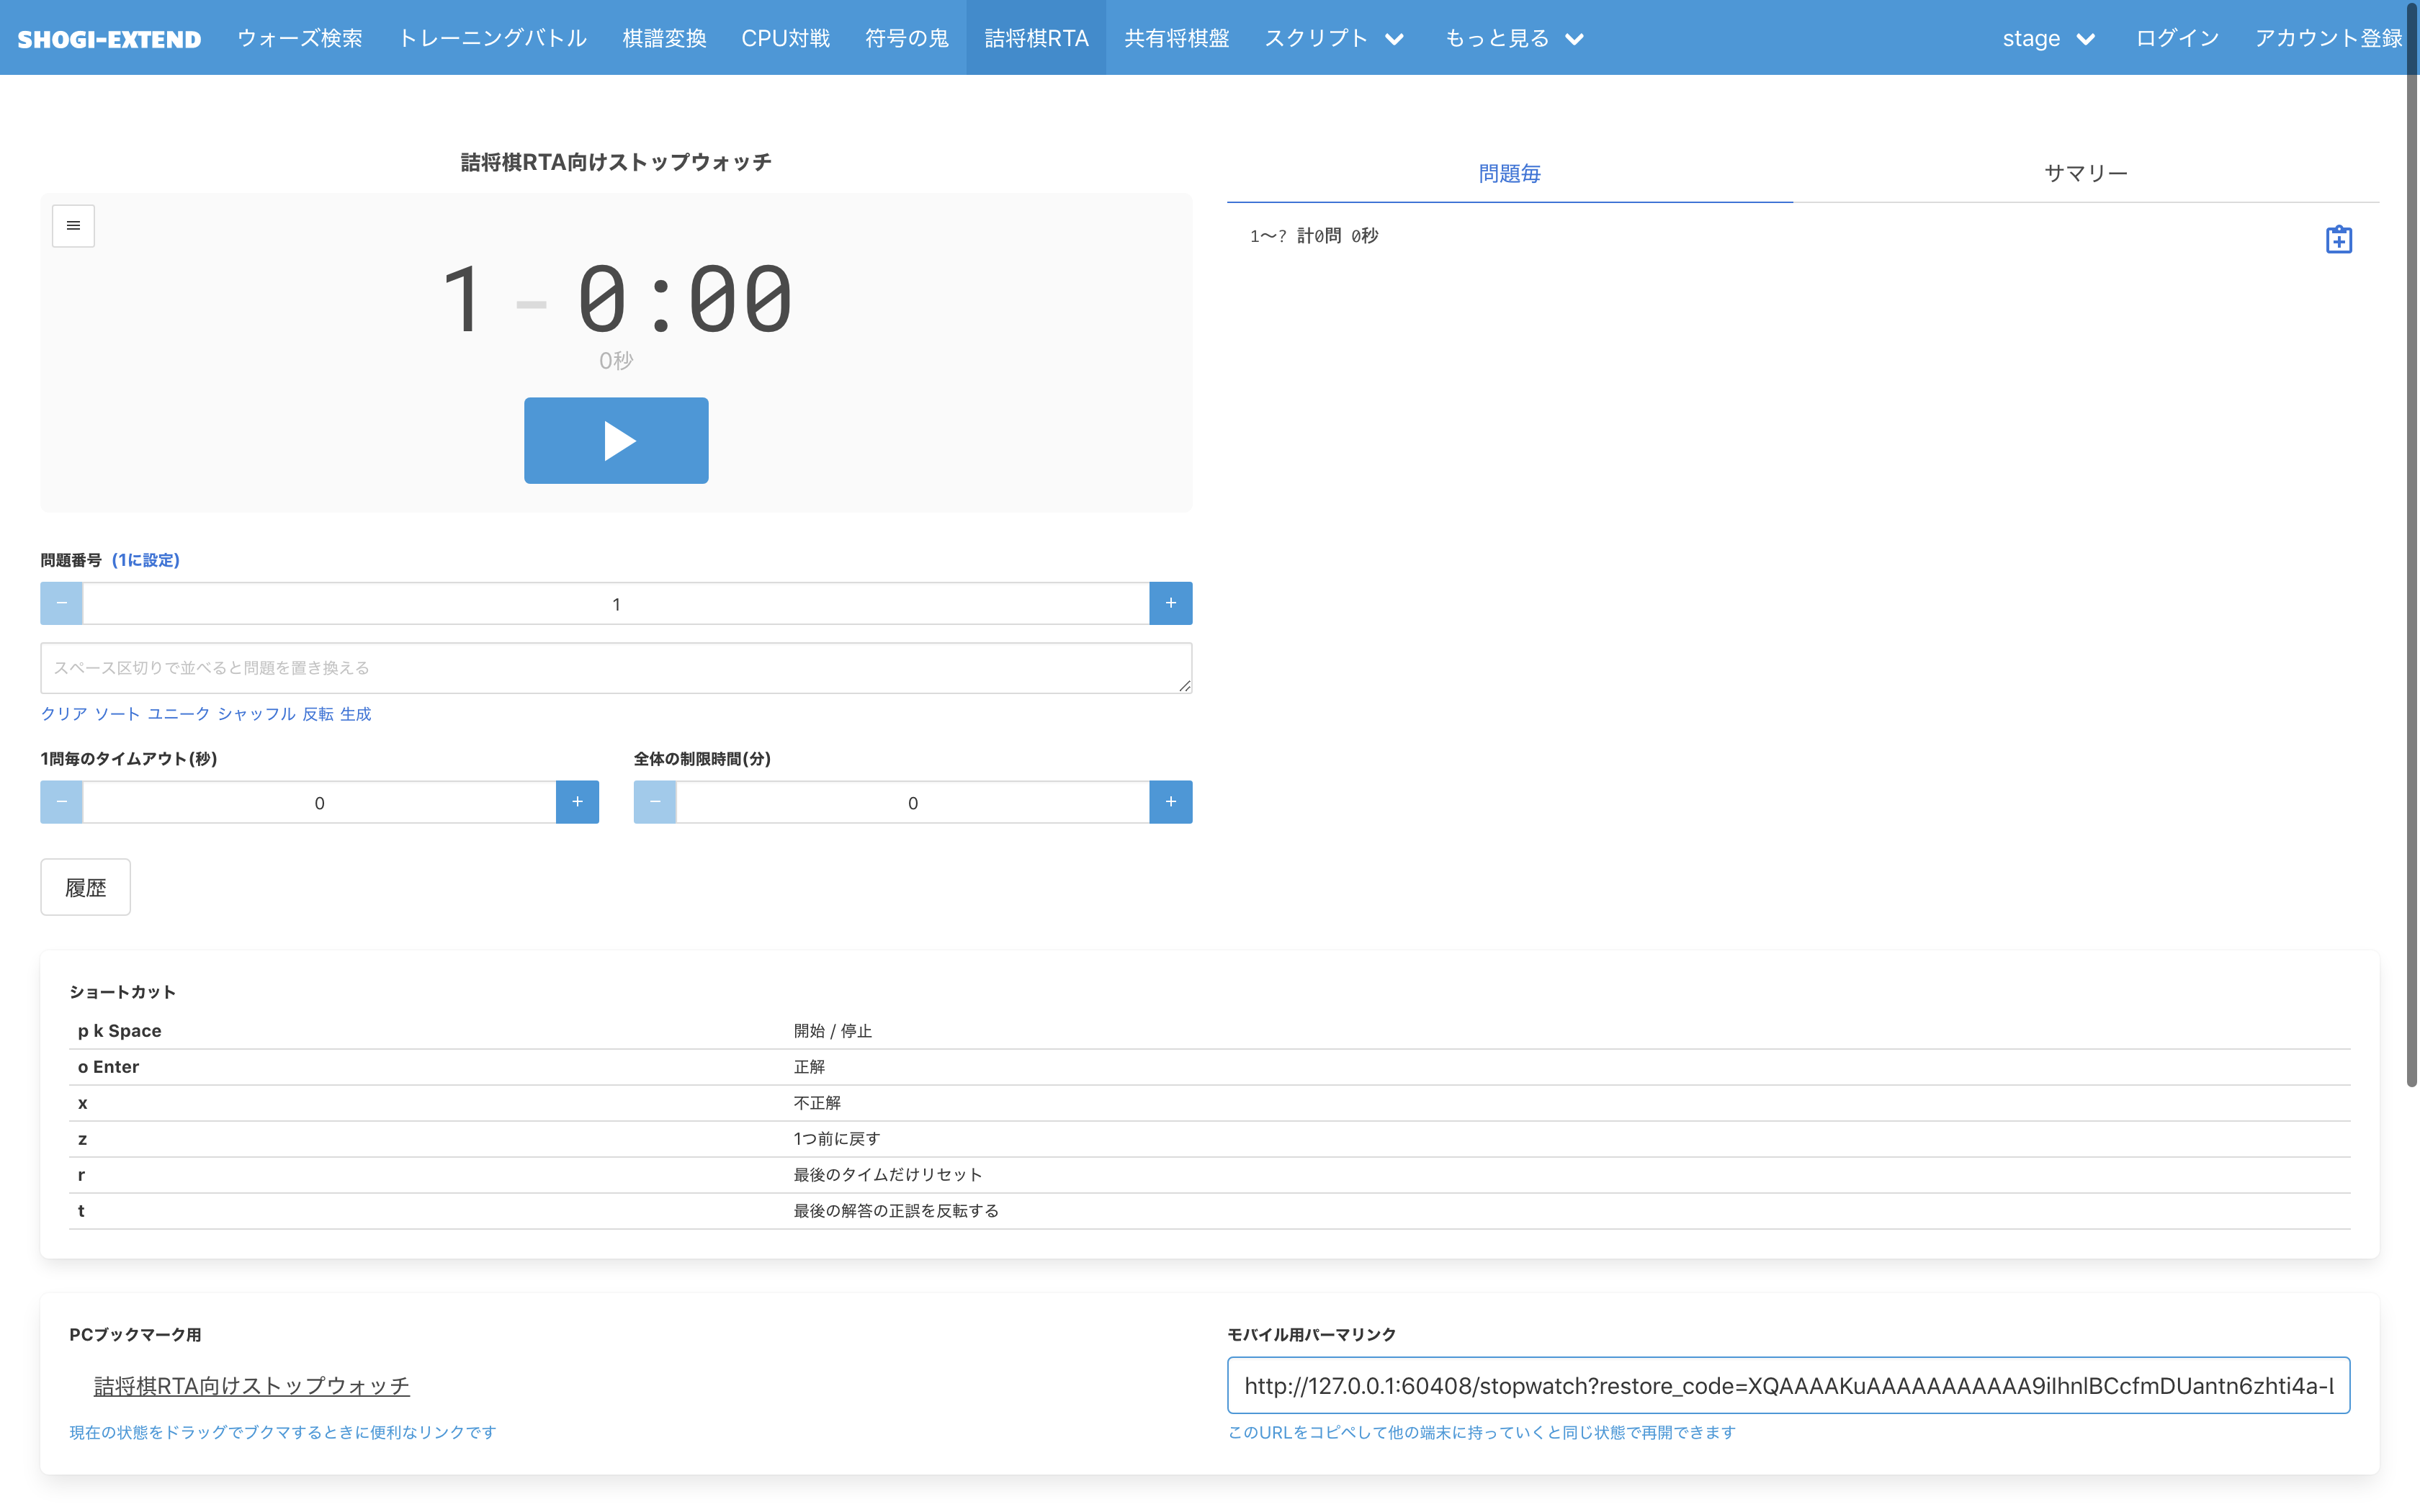 SHOGI-EXTEND ウォーズ検索 トレーニングバトル 棋譜変換 CPU対戦 符号の鬼 詰将棋RTA 共有将棋盤 スクリプト もっと見る stage ログイン アカウント登録
詰将棋RTA向けストップウォッチ
1 - 0:00
0秒
問題番号 (1に設定)
− 1 +
スペース区切りで並べると問題を置き換える
クリア ソート ユニーク シャッフル 反転 生成
1問毎のタイムアウト(秒)
− 0 +
全体の制限時間(分)
− 0 +
履歴
問題毎 サマリー
1〜? 計0問 0秒
ショートカット
p k Space 開始 / 停止
o Enter 正解
x 不正解
z 1つ前に戻す
r 最後のタイムだけリセット
t 最後の解答の正誤を反転する
PCブックマーク用
詰将棋RTA向けストップウォッチ
現在の状態をドラッグでブクマするときに便利なリンクです
モバイル用パーマリンク
http://127.0.0.1:60408/stopwatch?restore_code=XQAAAAKuAAAAAAAAAAA9iIhnlBCcfmDUantn6zhti4a-
このURLをコピペして他の端末に持っていくと同じ状態で再開できます